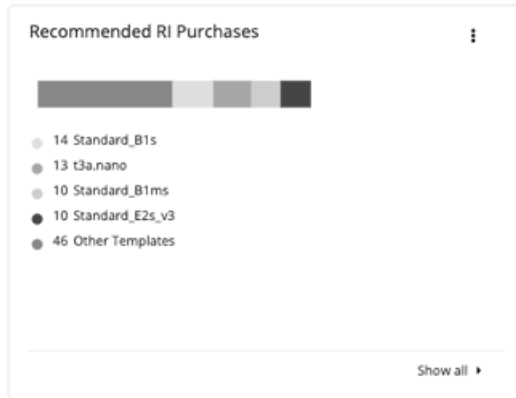 Recommended RI Purchases
14 Standard_B1s
13 t3a.nano
10 Standard_B1ms
10 Standard_E2s_v3
46 Other Templates
Show all